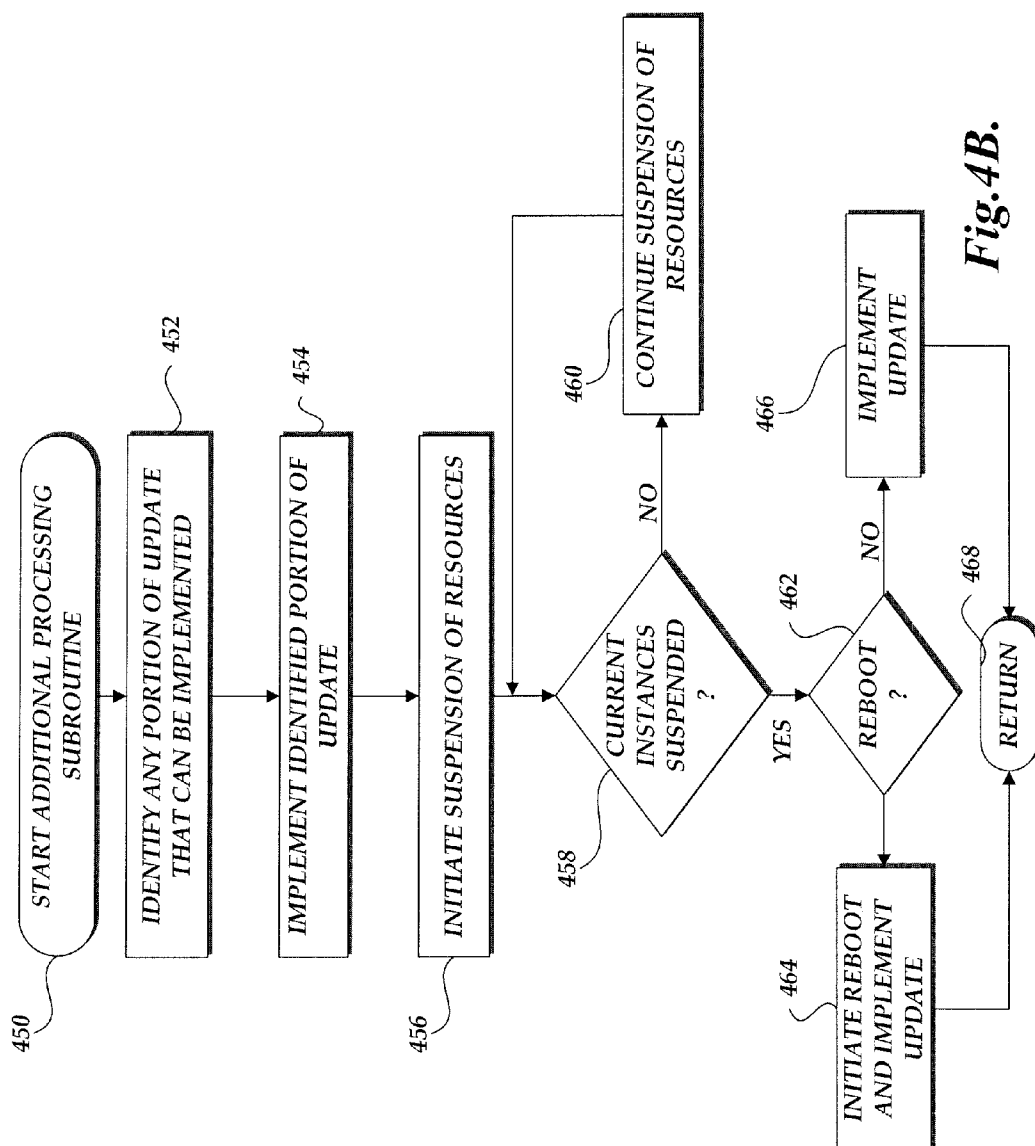 START ADDITIONAL PROCESSING
SUBROUTINE
450
IDENTIFY ANY PORTION OF UPDATE
THAT CAN BE IMPLEMENTED
452
IMPLEMENT IDENTIFIED PORTION OF
UPDATE
454
INITIATE SUSPENSION OF RESOURCES
456
CURRENT
INSTANCES
SUSPENDED
?
458
NO
460
CONTINUE SUSPENSION OF
RESOURCES
YES
462
REBOOT
?
NO
464
INITIATE REBOOT
AND IMPLEMENT
UPDATE
466
IMPLEMENT
UPDATE
468
RETURN
Fig.4B.